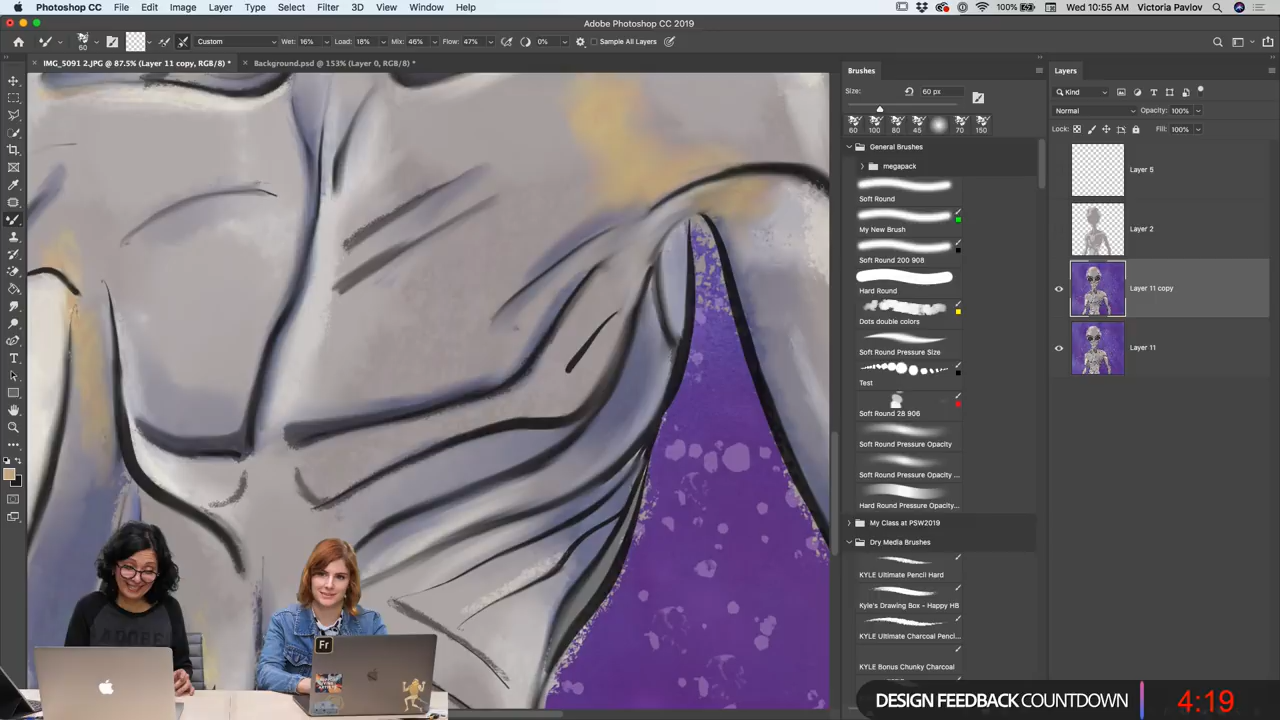 Photoshop CC File Edit Image Layer Type Select Filter 3D View Window Help 100% Wed 10:55 AM Victoria Pavlov
Adobe Photoshop CC 2019
60 Custom Wet: 16% Load: 18% Mix: 46% Flow: 47% 0% Sample All Layers
IMG_5091 2.JPG @ 87.5% (Layer 11 copy, RGB/8) * Background.psd @ 153% (Layer 0, RGB/8) *
Brushes
Size: 60 px
60 100 80 45 70 150
General Brushes
megapack
Soft Round
My New Brush
Soft Round 200 908
Hard Round
Dots double colors
Soft Round Pressure Size
Test
Soft Round 28 906
Soft Round Pressure Opacity
Soft Round Pressure Opacity ...
Hard Round Pressure Opacity...
My Class at PSW2019
Dry Media Brushes
KYLE Ultimate Pencil Hard
Kyle's Drawing Box - Happy HB
KYLE Ultimate Charcoal Penci...
KYLE Bonus Chunky Charcoal
Layers
Kind
Normal Opacity: 100%
Lock: Fill: 100%
Layer 5
Layer 2
Layer 11 copy
Layer 11
ADOBE
Fr
DESIGN FEEDBACK COUNTDOWN 4:19